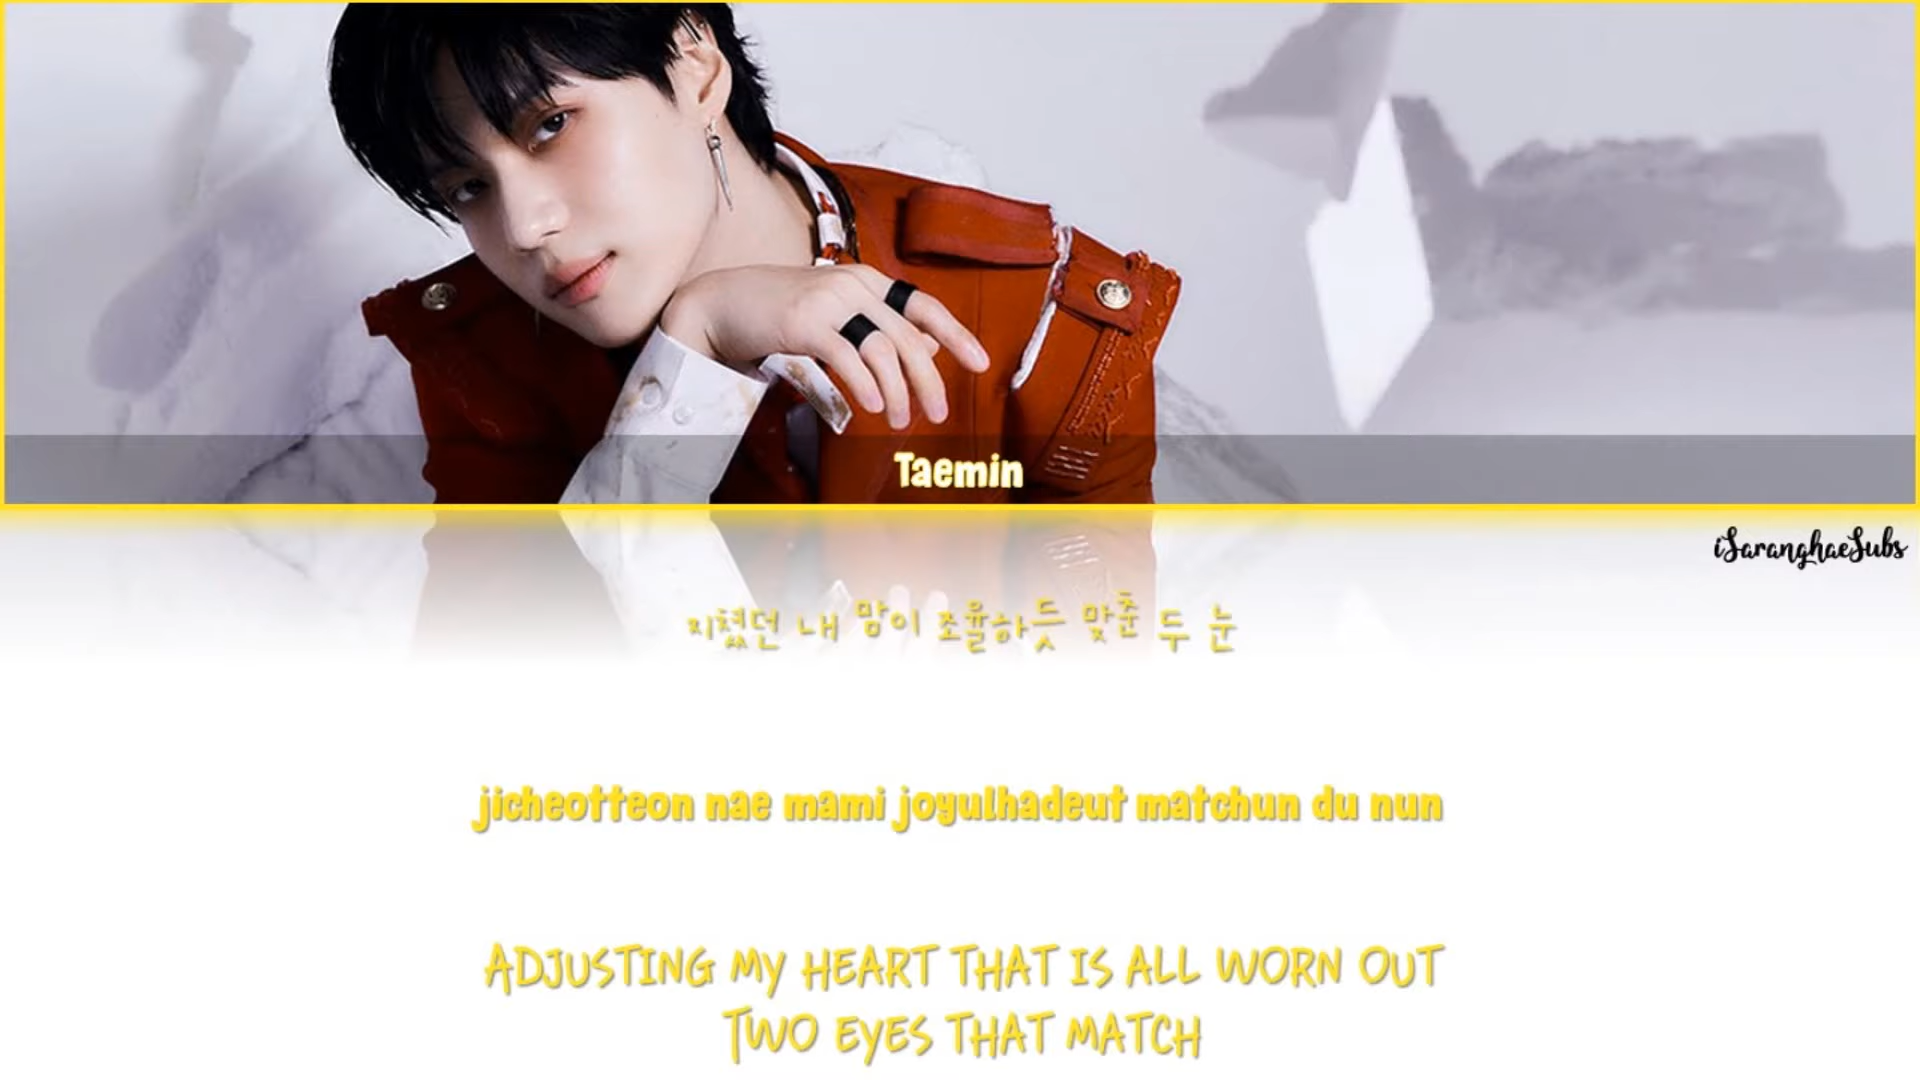 Taemin
iSaranghaeSubs
지쳤던 내 맘이 조율하듯 맞춘 두 눈
jicheotteon nae mami joyulhadeut matchun du nun
ADJUSTING MY HEART THAT IS ALL WORN OUT
TWO EYES THAT MATCH